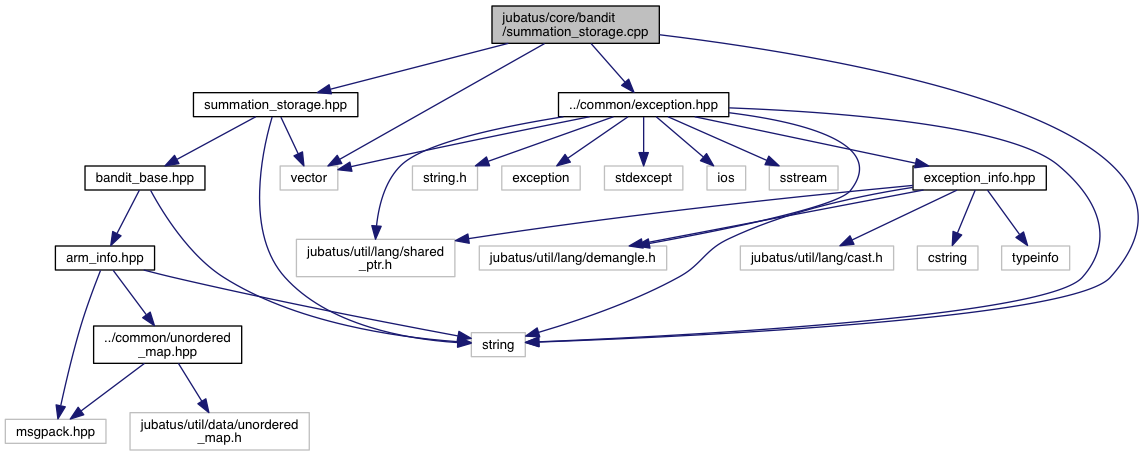 jubatus/core/bandit
/summation_storage.cpp
summation_storage.hpp
../common/exception.hpp
bandit_base.hpp
vector
string.h
exception
stdexcept
ios
sstream
exception_info.hpp
arm_info.hpp
jubatus/util/lang/shared
_ptr.h
jubatus/util/lang/demangle.h
jubatus/util/lang/cast.h
cstring
typeinfo
../common/unordered
_map.hpp
string
msgpack.hpp
jubatus/util/data/unordered
_map.h